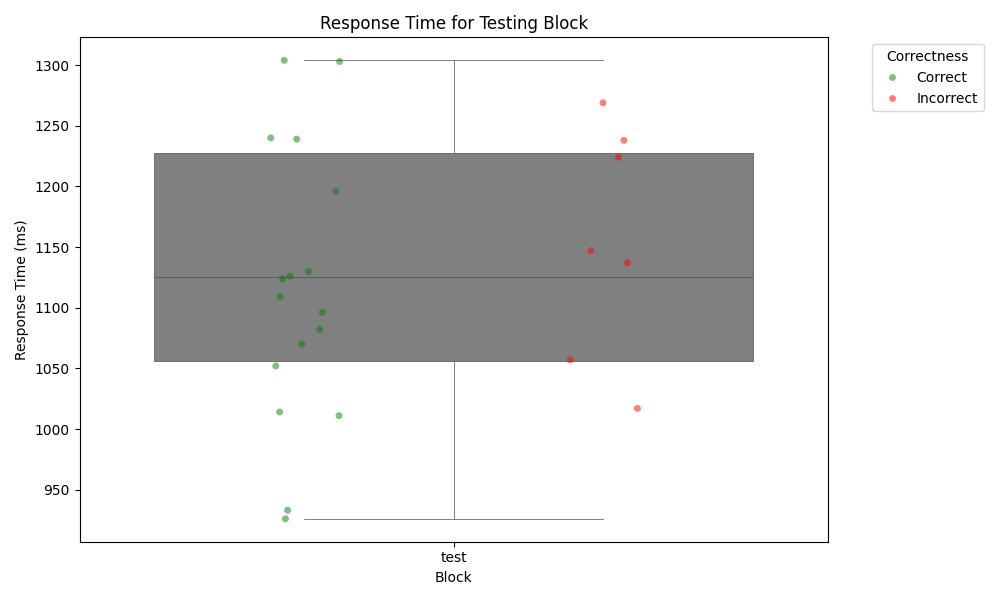 Response Time for Testing Block
Correctness
Correct
Incorrect
Response Time (ms)
1300
1250
1200
1150
1100
1050
1000
950
test
Block